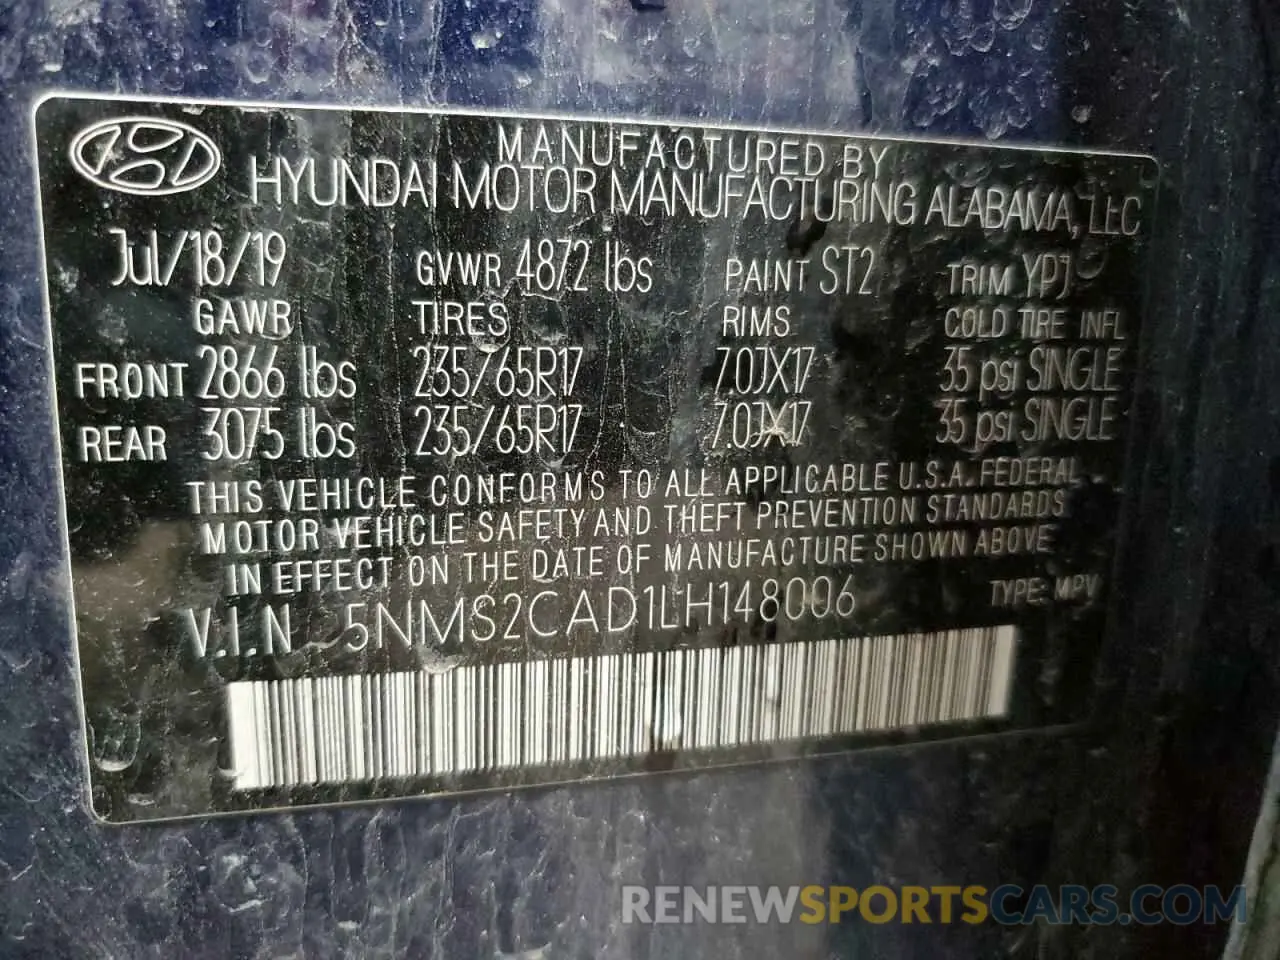 MANUFACTURED BY
HYUNDAI MOTOR MANUFACTURING ALABAMA, LLC
Jul/18/19 GVWR 4872 lbs PAINT ST2 TRIM YPJ
GAWR TIRES RIMS COLD TIRE INFL
FRONT 2866 lbs 235/65R17 7.0JX17 35 psi SINGLE
REAR 3075 lbs 235/65R17 7.0JX17 35 psi SINGLE
THIS VEHICLE CONFORMS TO ALL APPLICABLE U.S.A. FEDERAL
MOTOR VEHICLE SAFETY AND THEFT PREVENTION STANDARDS
IN EFFECT ON THE DATE OF MANUFACTURE SHOWN ABOVE
V.I.N 5NMS2CAD1LH148006 TYPE: MPV
RENEWSPORTSCARS.COM